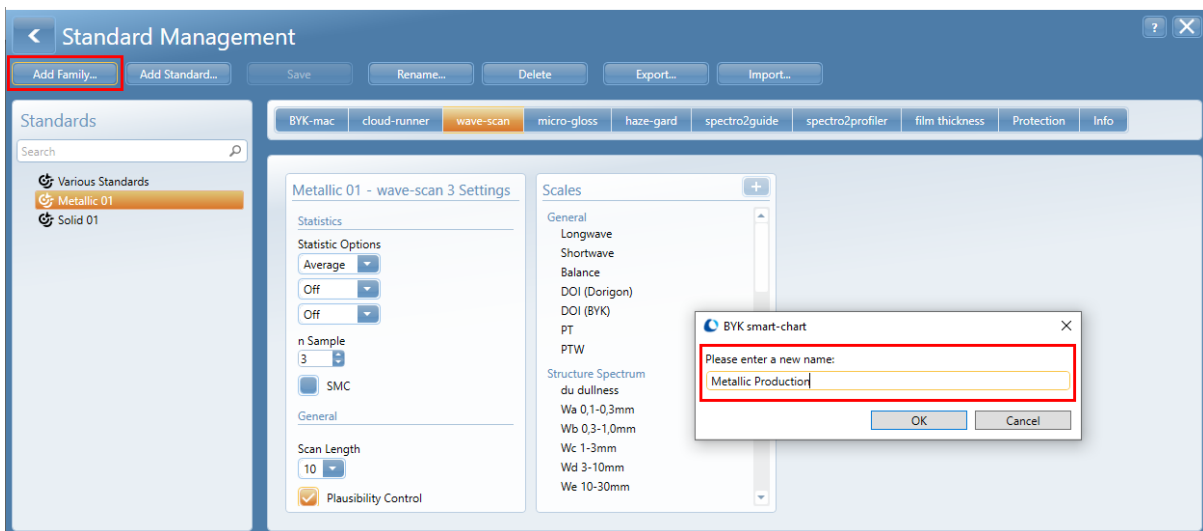 Standard Management
?
X
Add Family...
Add Standard...
Save
Rename...
Delete
Export...
Import...
Standards
Search
Various Standards
Metallic 01
Solid 01
BYK-mac
cloud-runner
wave-scan
micro-gloss
haze-gard
spectro2guide
spectro2profiler
film thickness
Protection
Info
Metallic 01 - wave-scan 3 Settings
Statistics
Statistic Options
Average
Off
Off
n Sample
3
SMC
General
Scan Length
10
Plausibility Control
Scales
+
General
Longwave
Shortwave
Balance
DOI (Dorigon)
DOI (BYK)
PT
PTW
Structure Spectrum
du dullness
Wa 0,1-0,3mm
Wb 0,3-1,0mm
Wc 1-3mm
Wd 3-10mm
We 10-30mm
BYK smart-chart
Please enter a new name:
Metallic Production
OK
Cancel